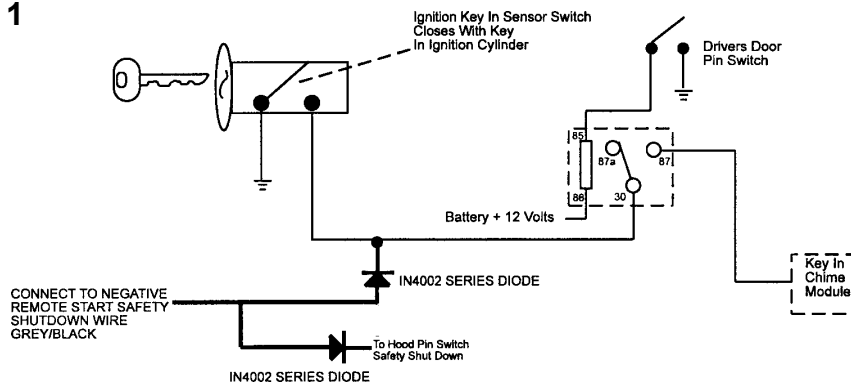 1
Ignition Key In Sensor Switch
Closes With Key
In Ignition Cylinder
Drivers Door
Pin Switch
85
87a
87
86
30
Battery + 12 Volts
Key In
Chime
Module
IN4002 SERIES DIODE
CONNECT TO NEGATIVE
REMOTE START SAFETY
SHUTDOWN WIRE
GREY/BLACK
To Hood Pin Switch
Safety Shut Down
IN4002 SERIES DIODE